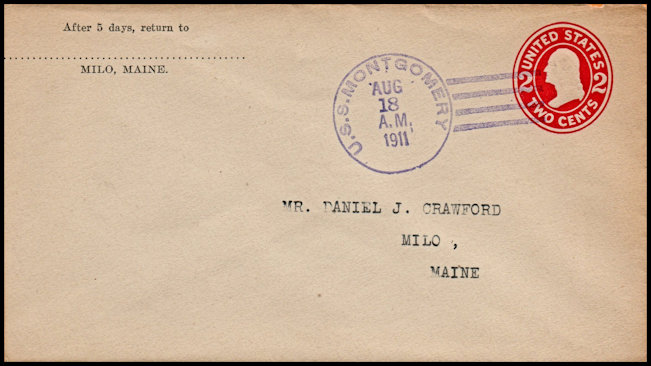 After 5 days, return to
MILO, MAINE.
U.S.S. MONTGOMERY
AUG
18
A.M.
1911
UNITED STATES
2 2
TWO CENTS
MR. DANIEL J. CRAWFORD
MILO ,
MAINE